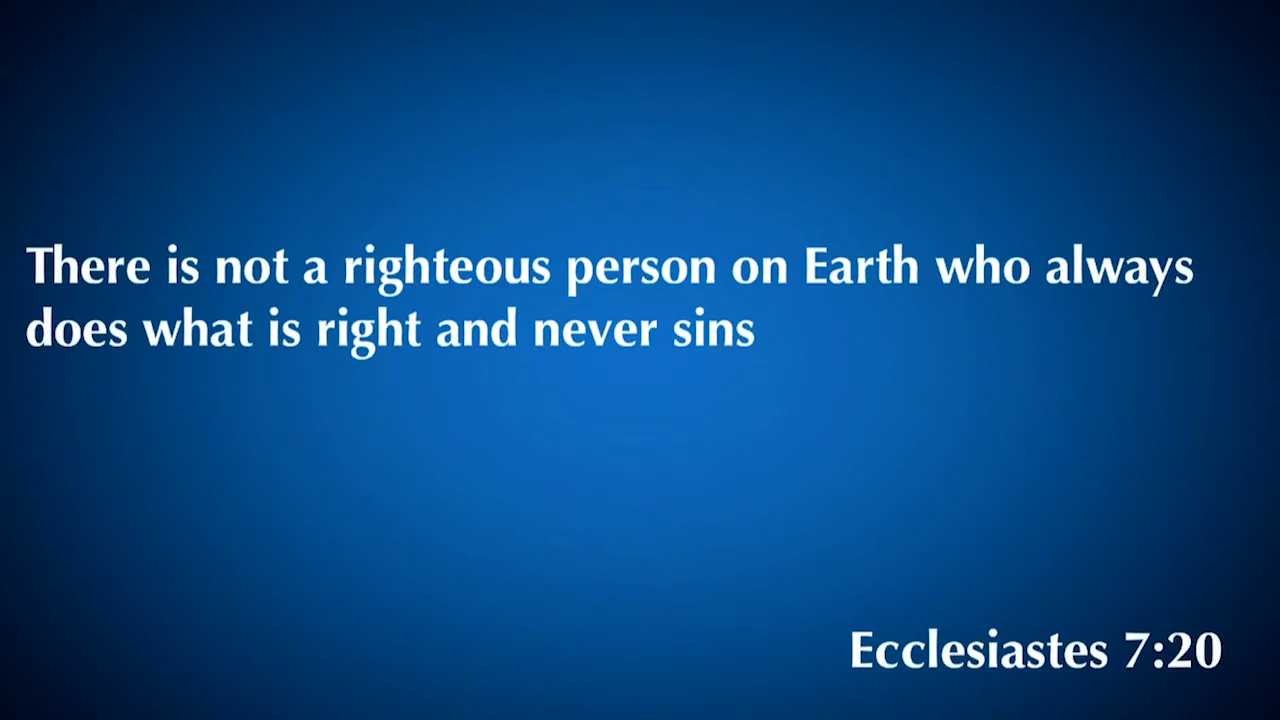 There is not a righteous person on Earth who always
does what is right and never sins
Ecclesiastes 7:20